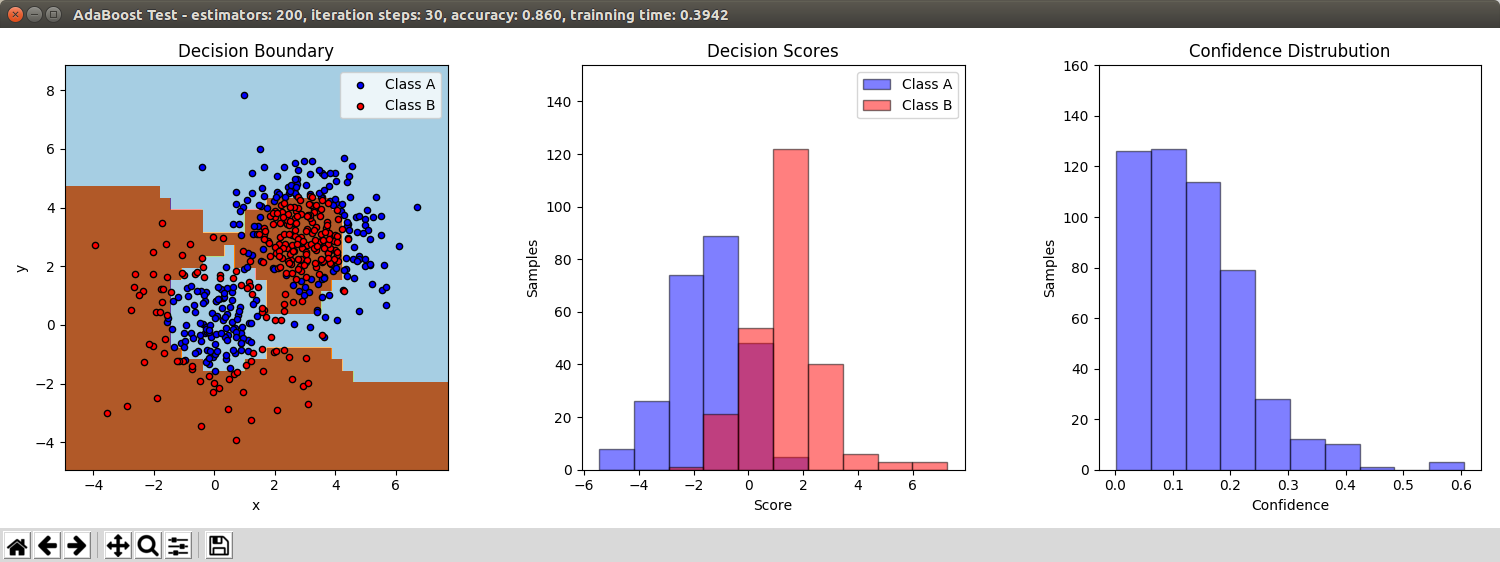 AdaBoost Test - estimators: 200, iteration steps: 30, accuracy: 0.860, trainning time: 0.3942
Decision Boundary
Class A
Class B
8
6
4
2
0
−2
−4
y
−4 −2 0 2 4 6
x
Decision Scores
Class A
Class B
140
120
100
80
60
40
20
0
Samples
−6 −4 −2 0 2 4 6
Score
Confidence Distrubution
160
140
120
100
80
60
40
20
0
Samples
0.0 0.1 0.2 0.3 0.4 0.5 0.6
Confidence